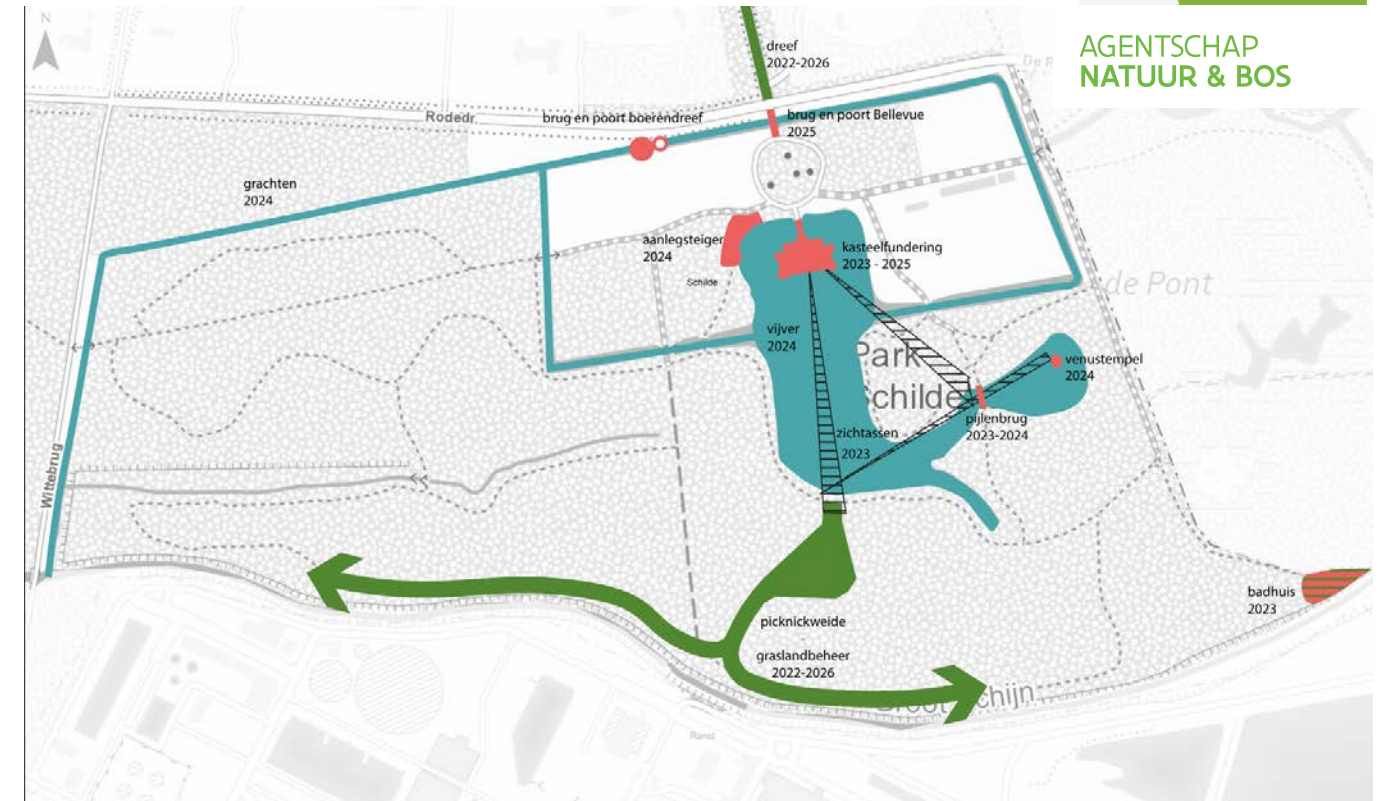 N
AGENTSCHAP
NATUUR & BOS
dreef
2022-2026
Rodedr.
brug en poort boerendreef
brug en poort Bellevue
2025
grachten
2024
aanlegsteiger
2024
Schilde
kasteelfundering
2023 - 2025
de Pont
vijver
2024
Park
Schilde
venustempel
2024
pijlenbrug
2023-2024
zichtassen
2023
Wittebrug
badhuis
2023
picknickweide
-
graslandbeheer
2022-2026
Groot Schijn
Ranst